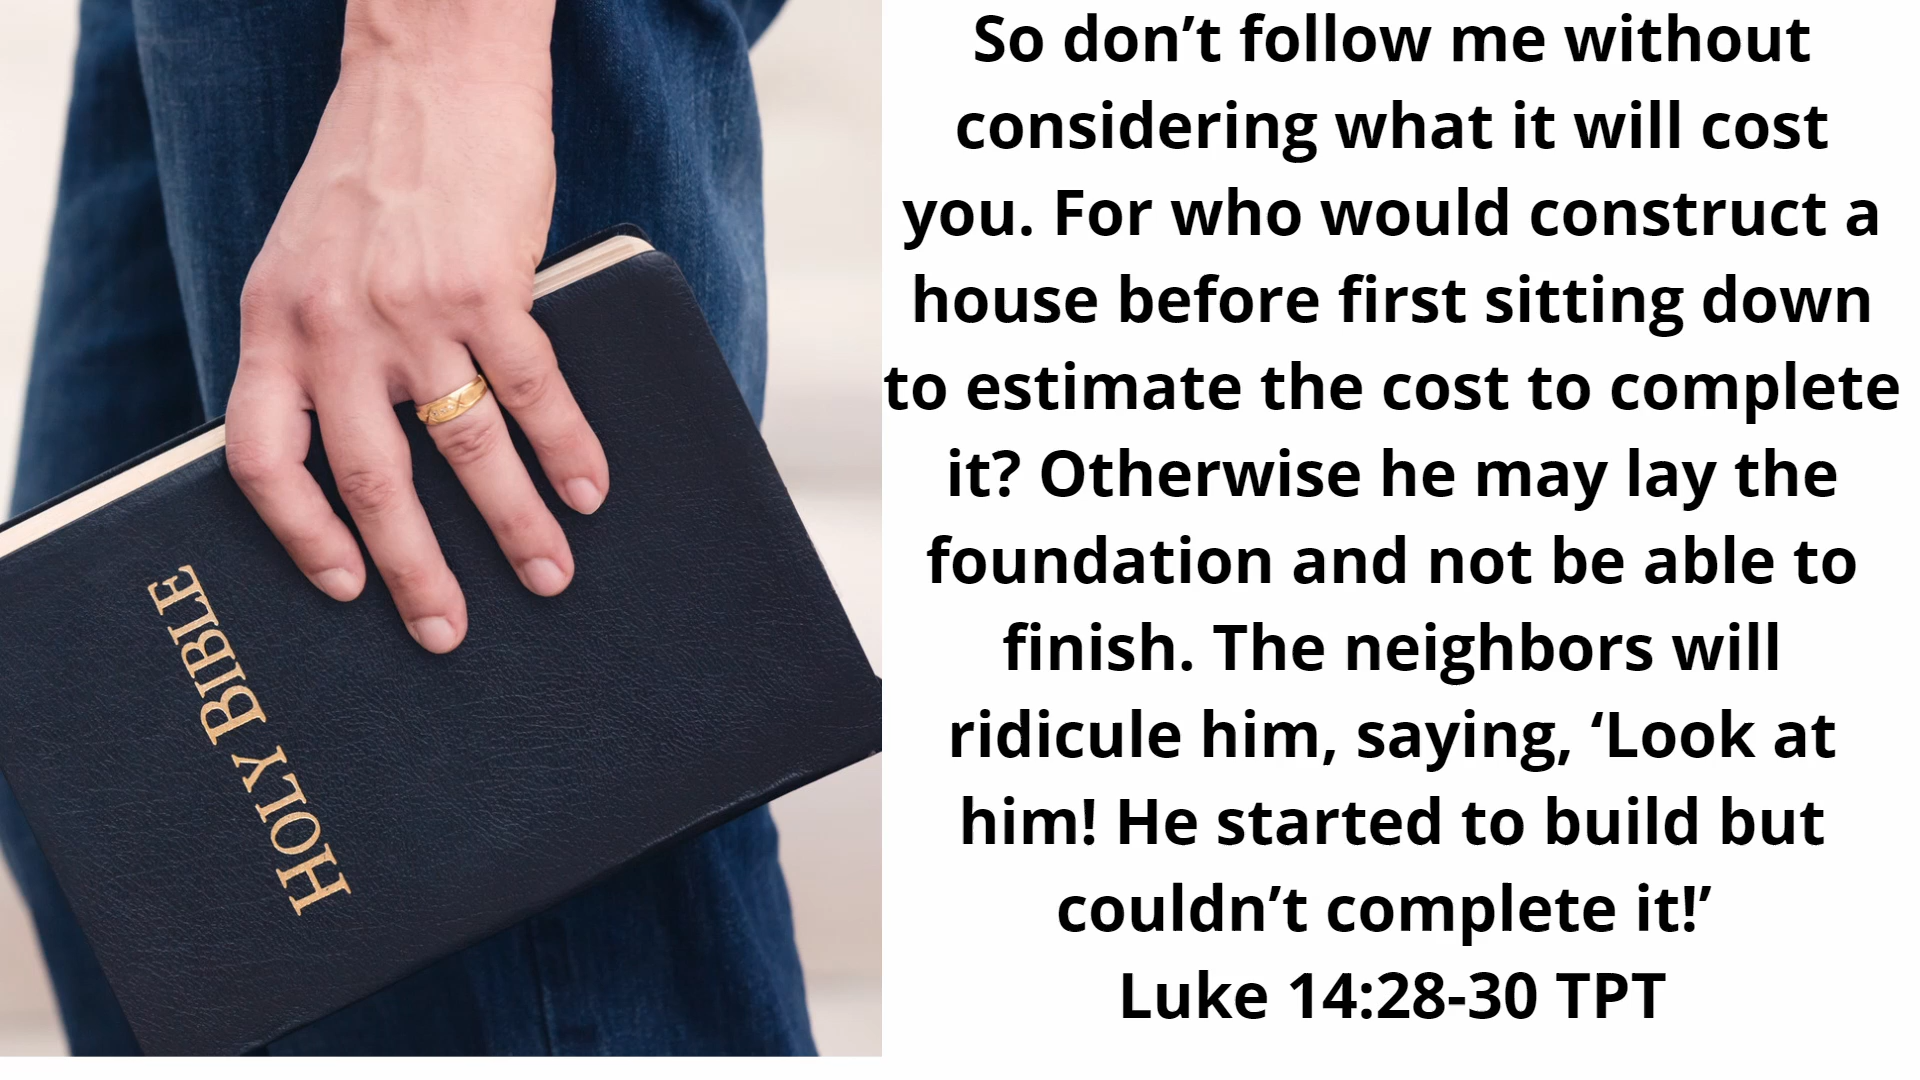 HOLY BIBLE
So don’t follow me without
considering what it will cost
you. For who would construct a
house before first sitting down
to estimate the cost to complete
it? Otherwise he may lay the
foundation and not be able to
finish. The neighbors will
ridicule him, saying, ‘Look at
him! He started to build but
couldn’t complete it!’
Luke 14:28-30 TPT